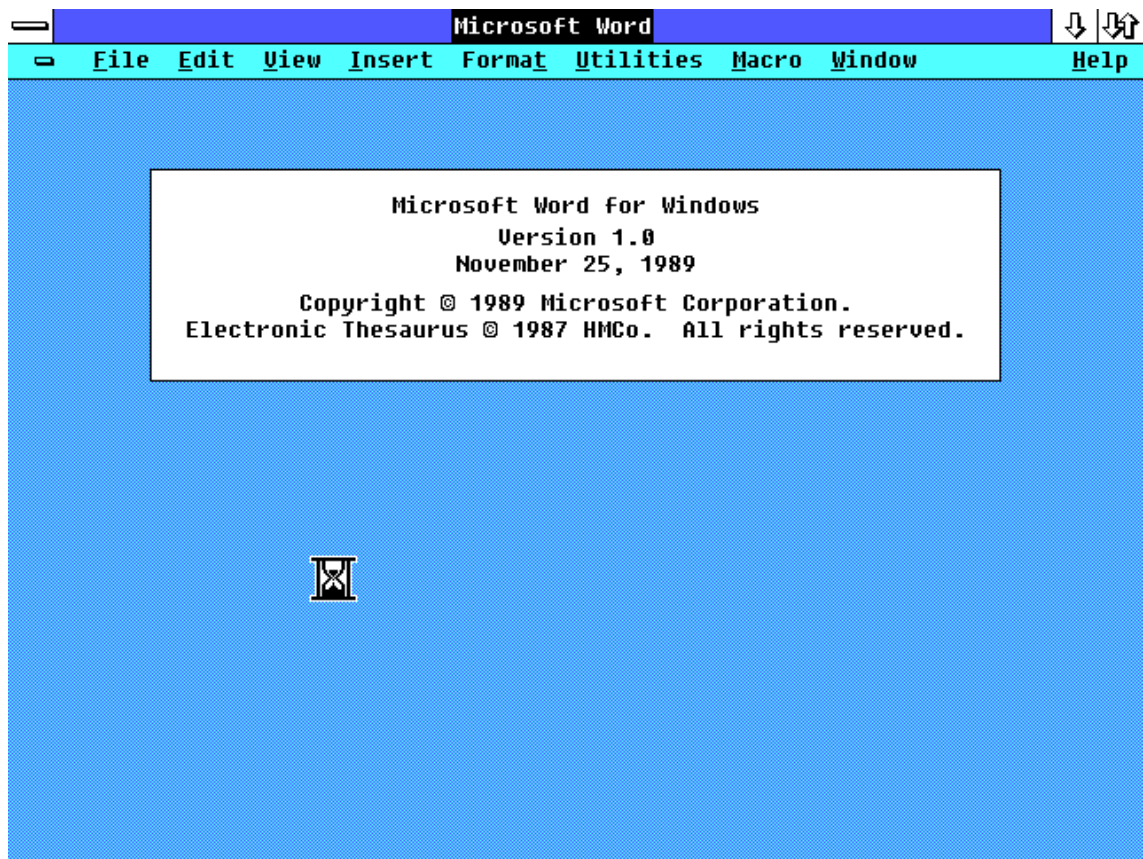 Microsoft Word
File Edit View Insert Format Utilities Macro Window Help
Microsoft Word for Windows
Version 1.0
November 25, 1989
Copyright © 1989 Microsoft Corporation.
Electronic Thesaurus © 1987 HMCo.  All rights reserved.